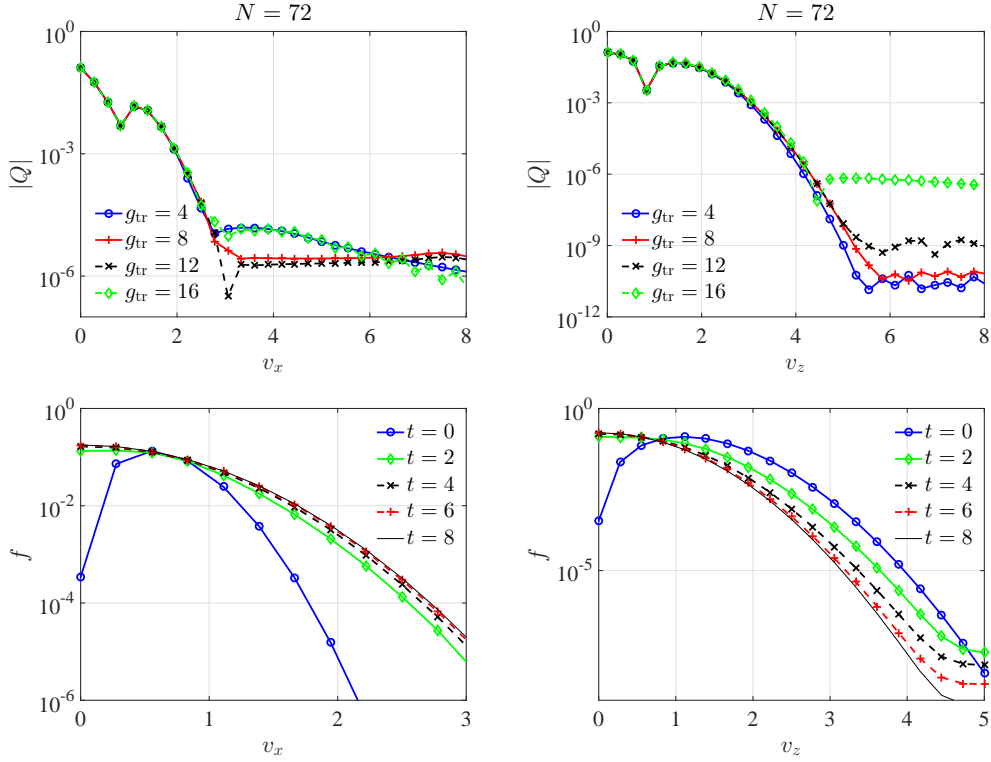 N = 72
10^0
10^-3
10^-6
|Q|
g_tr = 4
g_tr = 8
g_tr = 12
g_tr = 16
0 2 4 6 8
v_x
N = 72
10^0
10^-3
10^-6
10^-9
10^-12
|Q|
g_tr = 4
g_tr = 8
g_tr = 12
g_tr = 16
0 2 4 6 8
v_z
10^0
10^-2
10^-4
10^-6
f
t = 0
t = 2
t = 4
t = 6
t = 8
0 1 2 3
v_x
10^0
10^-5
f
t = 0
t = 2
t = 4
t = 6
t = 8
0 1 2 3 4 5
v_z